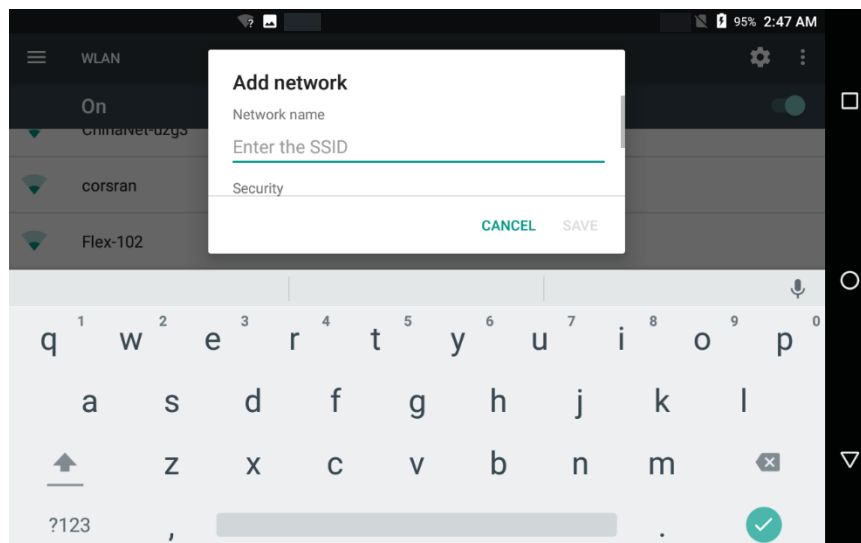 95% 2:47 AM
WLAN
On
ChinaNet-uzg3
corsran
Flex-102
Add network
Network name
Enter the SSID
Security
CANCEL SAVE
1 2 3 4 5 6 7 8 9 0
q w e r t y u i o p
a s d f g h j k l
z x c v b n m
?123 , .